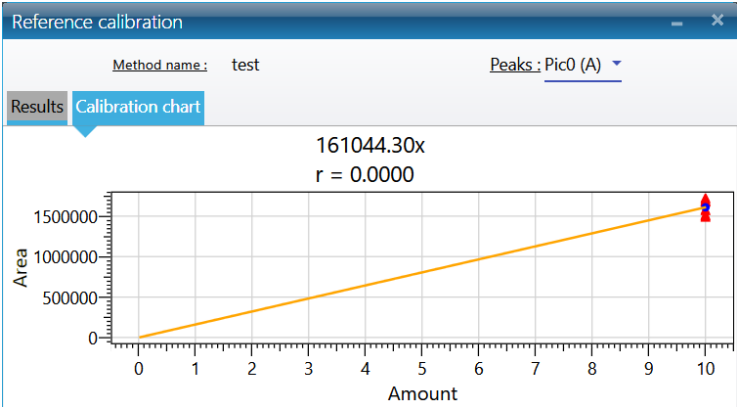 Reference calibration
Method name : test Peaks : Pic0 (A)
Results Calibration chart
161044.30x
r = 0.0000
1500000
1000000
500000
0
Area
0 1 2 3 4 5 6 7 8 9 10
Amount